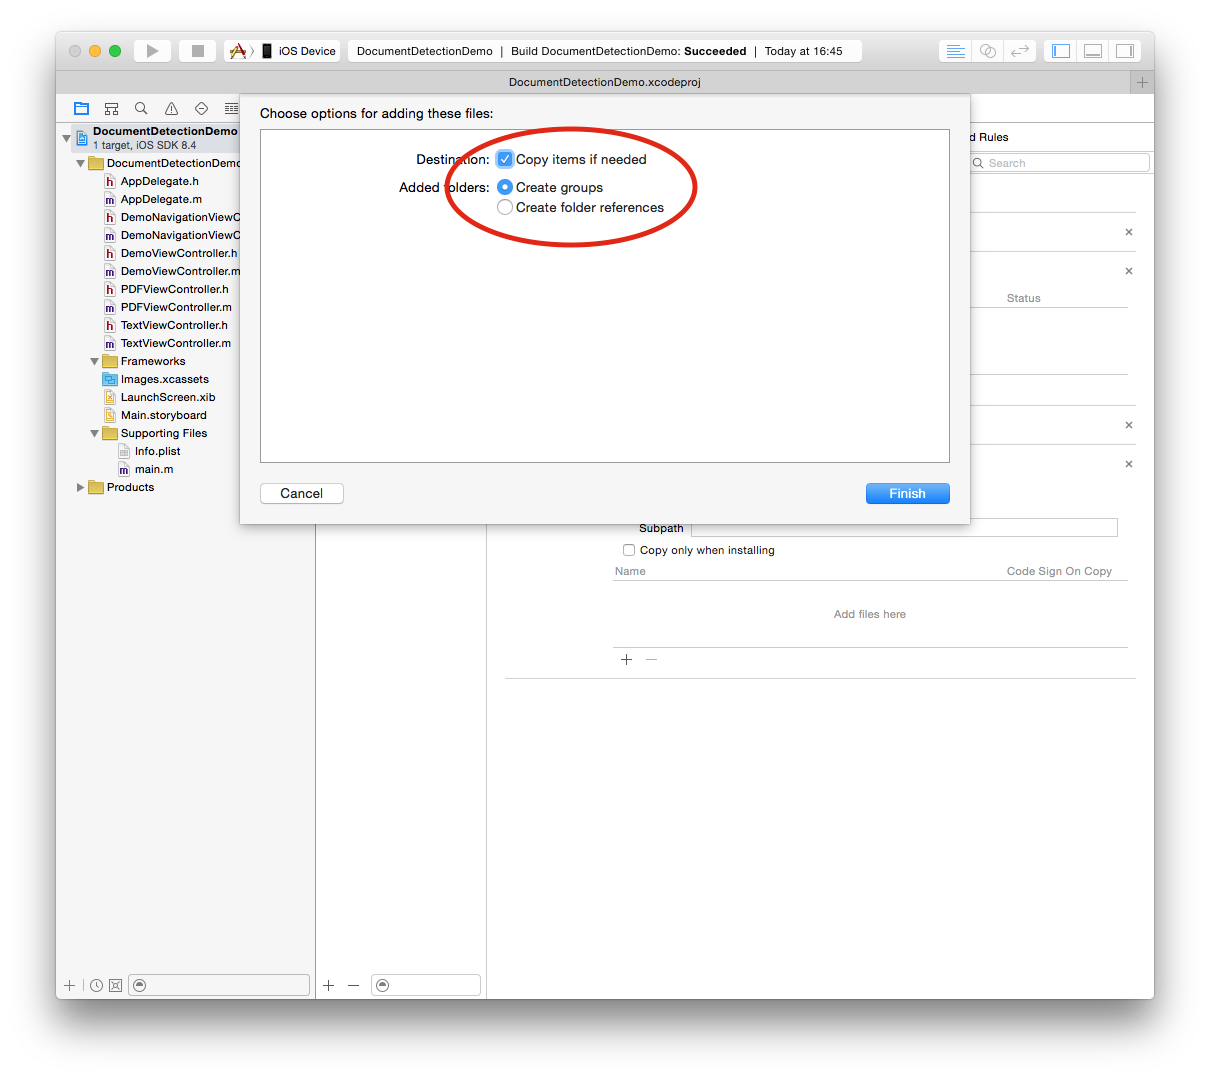 iOS Device
DocumentDetectionDemo | Build DocumentDetectionDemo: Succeeded | Today at 16:45
DocumentDetectionDemo.xcodeproj
Choose options for adding these files:
Destination: Copy items if needed
Added folders: Create groups
Create folder references
Cancel
Finish
DocumentDetectionDemo
1 target, iOS SDK 8.4
DocumentDetectionDemo
AppDelegate.h
AppDelegate.m
DemoNavigationViewC
DemoNavigationViewC
DemoViewController.h
DemoViewController.m
PDFViewController.h
PDFViewController.m
TextViewController.h
TextViewController.m
Frameworks
Images.xcassets
LaunchScreen.xib
Main.storyboard
Supporting Files
Info.plist
main.m
Products
d Rules
Search
Status
Subpath
Copy only when installing
Name Code Sign On Copy
Add files here